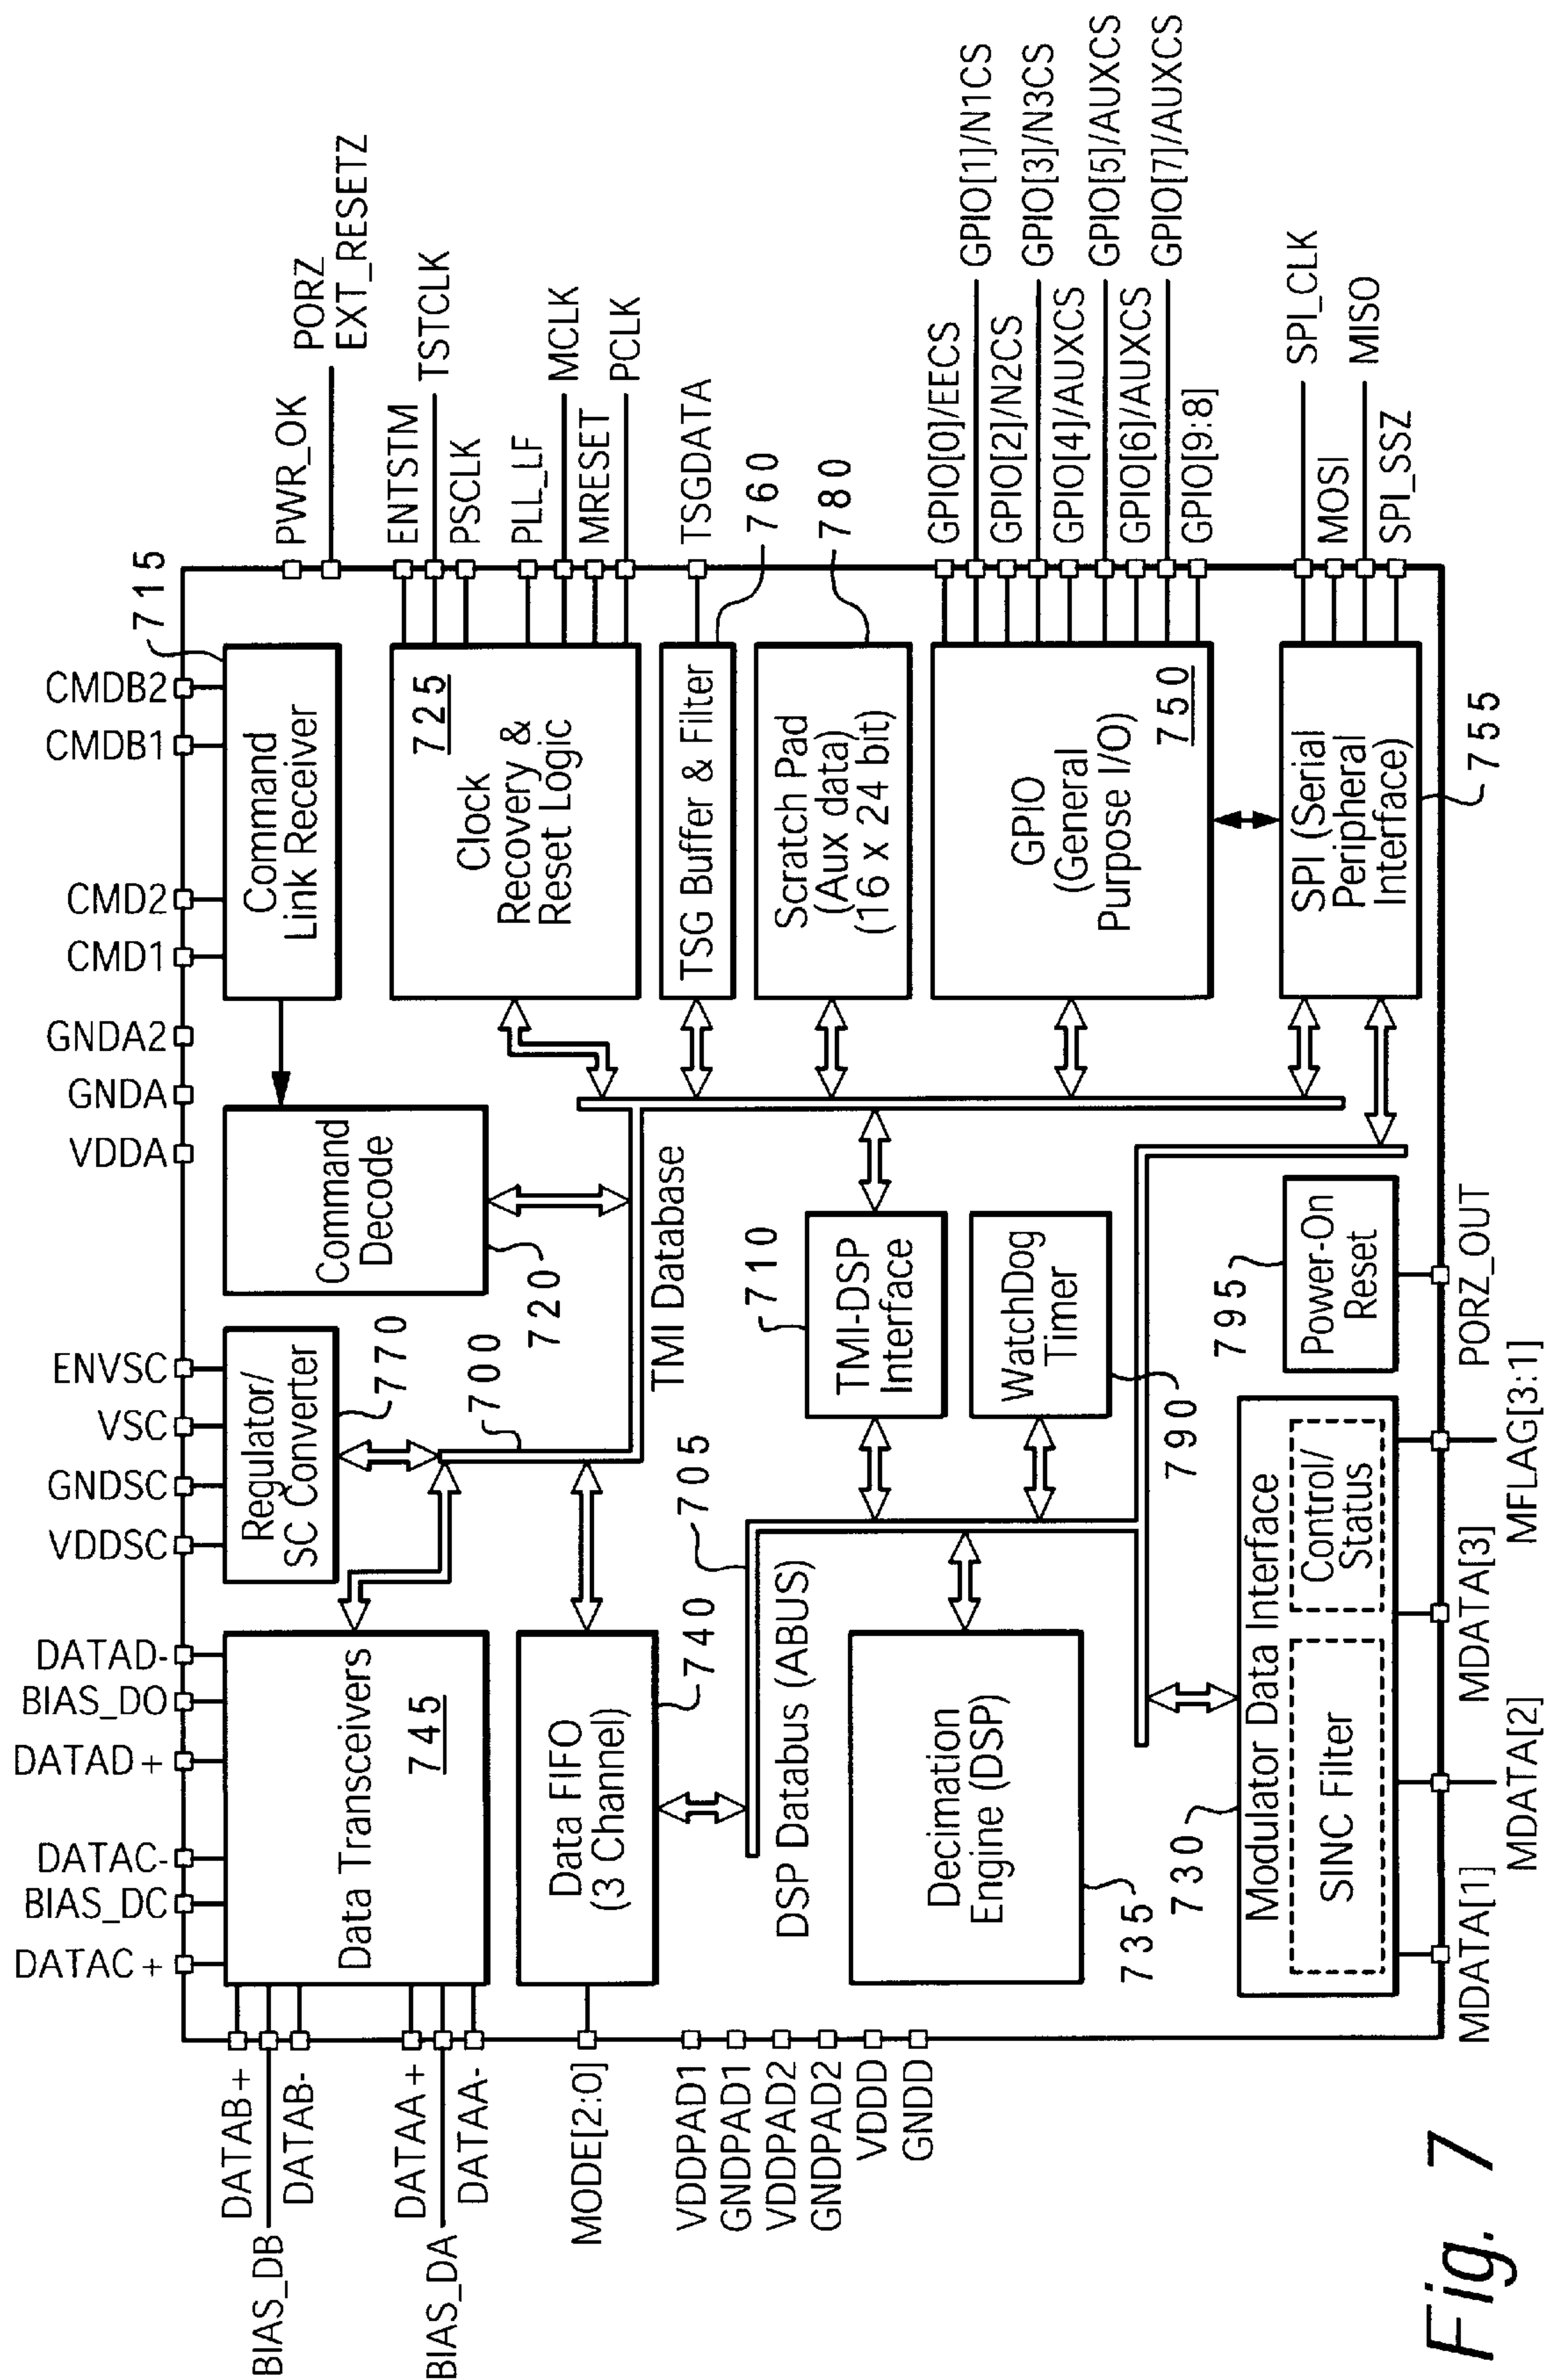 DATAC+
BIAS_DC
DATAC-
DATAD+
BIAS_DO
DATAD-
VDDSC
GNDSC
VSC
ENVSC
VDDA
GNDA
GNDA2
CMD1
CMD2
CMDB1
CMDB2
715
PWR_OK
PORZ
EXT_RESETZ
DATAB+
BIAS_DB
DATAB-
DATAA+
BIAS_DA
DATAA-
Data Transceivers
745
Regulator/
SC Converter
770
Command
Decode
720
Command
Link Receiver
Clock
Recovery &
Reset Logic
725
ENTSTM
TSTCLK
PSCLK
PLL_LF
MCLK
MRESET
PCLK
MODE[2:0]
Data FIFO
(3 Channel)
740
700
TMI Database
TSG Buffer & Filter
TSGDATA
760
VDDPAD1
GNDPAD1
VDDPAD2
GNDPAD2
VDDD
GNDD
DSP Databus (ABUS)
705
710
TMI-DSP
Interface
Scratch Pad
(Aux data)
(16 x 24 bit)
780
Decimation
Engine (DSP)
735
WatchDog
Timer
790
GPIO
(General
Purpose I/O)
750
GPIO[0]/EECS
GPIO[1]/N1CS
GPIO[2]/N2CS
GPIO[3]/N3CS
GPIO[4]/AUXCS
GPIO[5]/AUXCS
GPIO[6]/AUXCS
GPIO[7]/AUXCS
GPIO[9:8]
730
Modulator Data Interface
SINC Filter
Control/
Status
795
Power-On
Reset
SPI (Serial
Peripheral
Interface)
755
SPI_CLK
MOSI
MISO
SPI_SSZ
MDATA[1]
MDATA[2]
MDATA[3]
MFLAG[3:1]
PORZ_OUT
Fig. 7